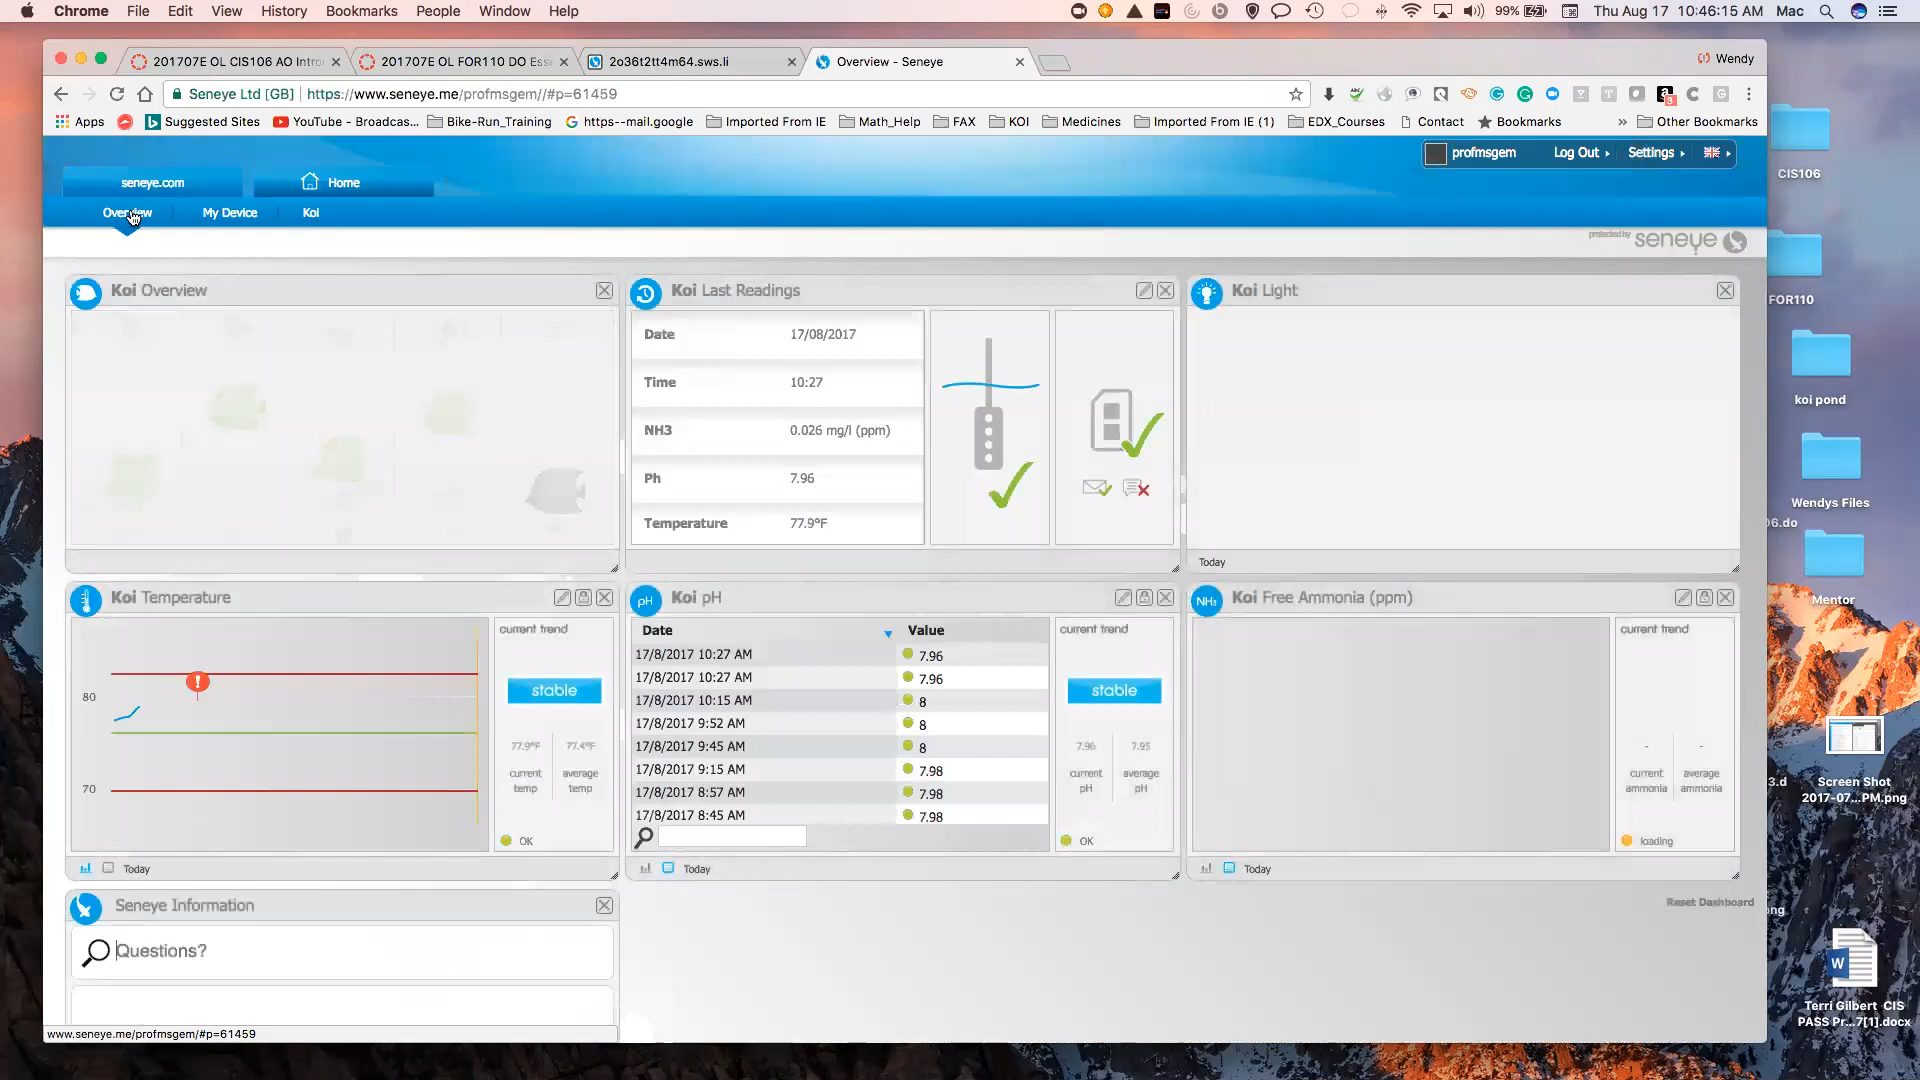 Chrome File Edit View History Bookmarks People Window Help 99% Thu Aug 17 10:46:15 AM Mac
201707E OL CIS106 AO Intro 201707E OL FOR110 DO Ess 2o36t2tt4m64.sws.li Overview - Seneye Wendy
Seneye Ltd [GB] https://www.seneye.me/profmsgem//#p=61459
Apps Suggested Sites YouTube - Broadcas... Bike-Run_Training https--mail.google Imported From IE Math_Help FAX KOI Medicines Imported From IE (1) EDX_Courses Contact Bookmarks » Other Bookmarks
profmsgem Log Out Settings
seneye.com Home
Overview My Device Koi
protected by seneye
Koi Overview
Koi Last Readings
Date 17/08/2017
Time 10:27
NH3 0.026 mg/l (ppm)
Ph 7.96
Temperature 77.9°F
Koi Light
Today
Koi Temperature
80
70
current trend
stable
77.9°F 77.4°F
current temp average temp
OK
Today
Koi pH
Date Value
17/8/2017 10:27 AM 7.96
17/8/2017 10:27 AM 7.96
17/8/2017 10:15 AM 8
17/8/2017 9:52 AM 8
17/8/2017 9:45 AM 8
17/8/2017 9:15 AM 7.98
17/8/2017 8:57 AM 7.98
17/8/2017 8:45 AM 7.98
current trend
stable
7.96 7.95
current pH average pH
OK
Today
pH
Koi Free Ammonia (ppm)
NH3
current trend
- -
current ammonia average ammonia
loading
Today
Reset Dashboard
Seneye Information
Questions?
www.seneye.me/profmsgem/#p=61459
CIS106
FOR110
koi pond
Wendys Files
06.do
Mentor
3.d
Screen Shot
2017-07...PM.png
png
Terri Gilbert CIS
PASS Pr...7[1].docx